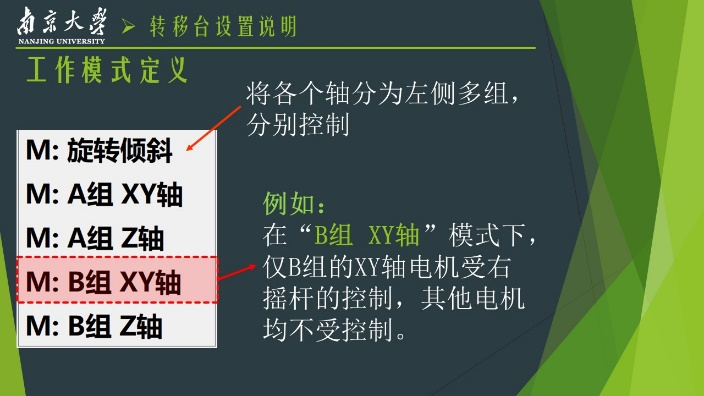 南京大学
NANJING UNIVERSITY
转移台设置说明
工作模式定义
将各个轴分为左侧多组，
分别控制
M: 旋转倾斜
M: A组 XY轴
M: A组 Z轴
M: B组 XY轴
M: B组 Z轴
例如：
在“B组 XY轴”模式下，
仅B组的XY轴电机受右
摇杆的控制，其他电机
均不受控制。